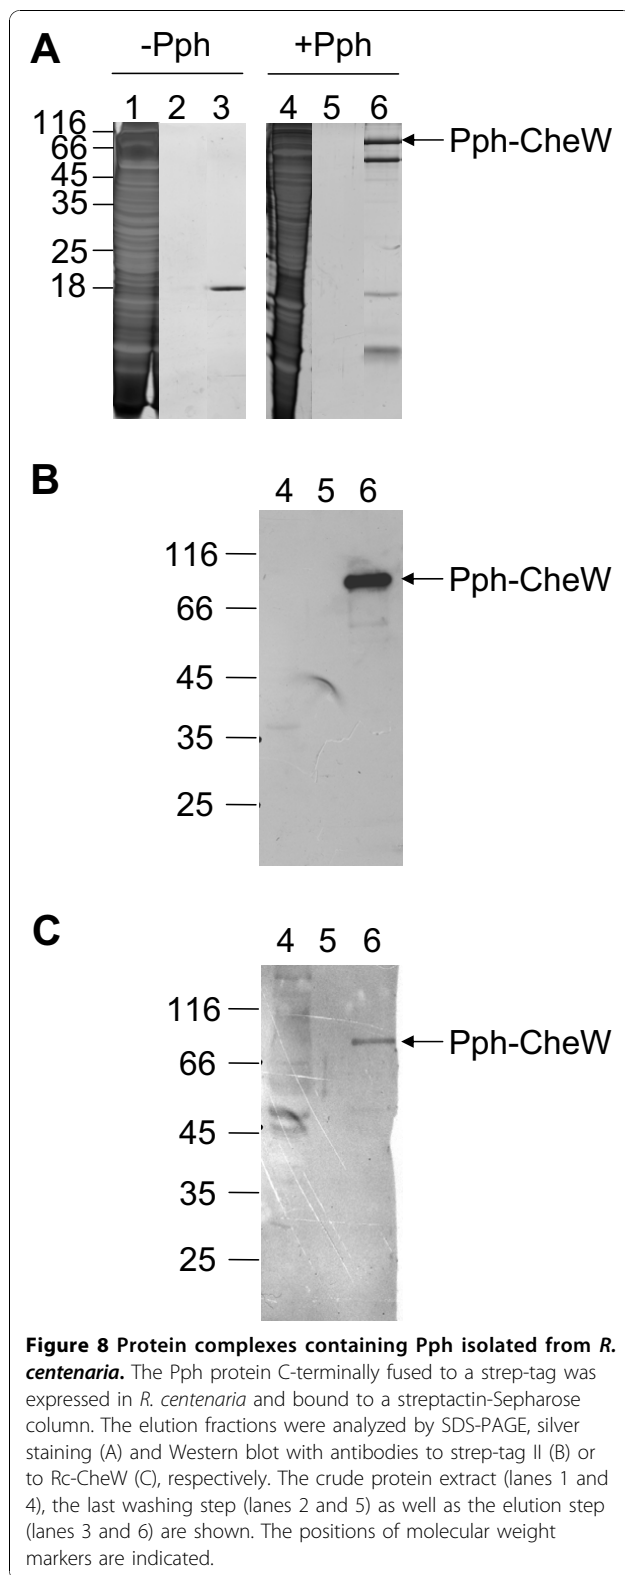 A
-Pph +Pph
1 2 3 4 5 6
116
66
45
35
25
18
Pph-CheW
B
4 5 6
116
66
45
35
25
Pph-CheW
C
4 5 6
116
66
45
35
25
Pph-CheW
Figure 8 Protein complexes containing Pph isolated from R.
centenaria. The Pph protein C-terminally fused to a strep-tag was
expressed in R. centenaria and bound to a streptactin-Sepharose
column. The elution fractions were analyzed by SDS-PAGE, silver
staining (A) and Western blot with antibodies to strep-tag II (B) or
to Rc-CheW (C), respectively. The crude protein extract (lanes 1 and
4), the last washing step (lanes 2 and 5) as well as the elution step
(lanes 3 and 6) are shown. The positions of molecular weight
markers are indicated.